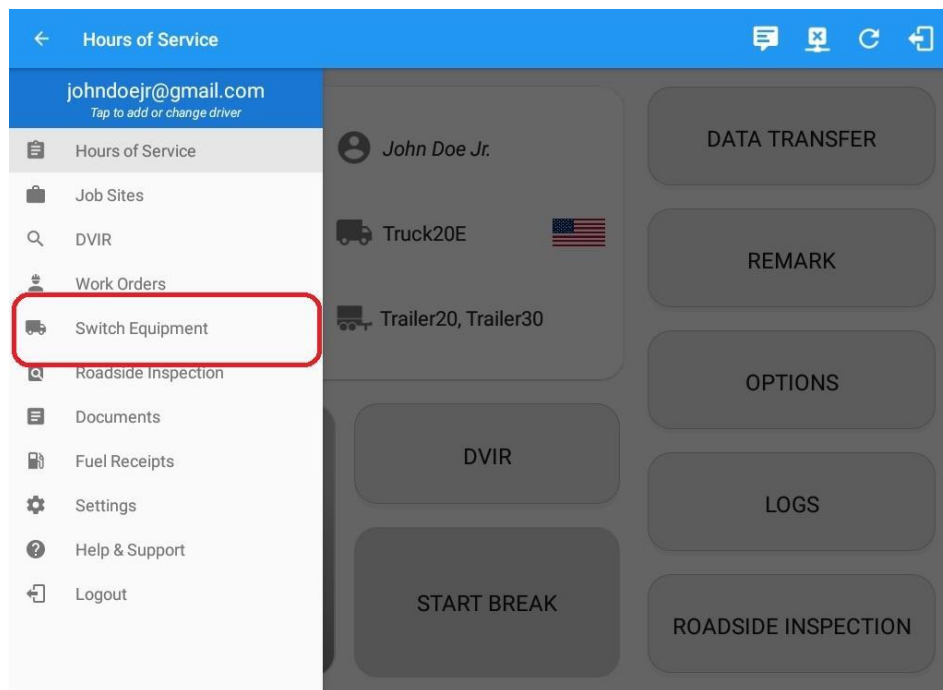 Hours of Service
johndoejr@gmail.com
Tap to add or change driver
Hours of Service
Job Sites
DVIR
Work Orders
Switch Equipment
Roadside Inspection
Documents
Fuel Receipts
Settings
Help & Support
Logout
John Doe Jr.
Truck20E
Trailer20, Trailer30
DVIR
START BREAK
DATA TRANSFER
REMARK
OPTIONS
LOGS
ROADSIDE INSPECTION